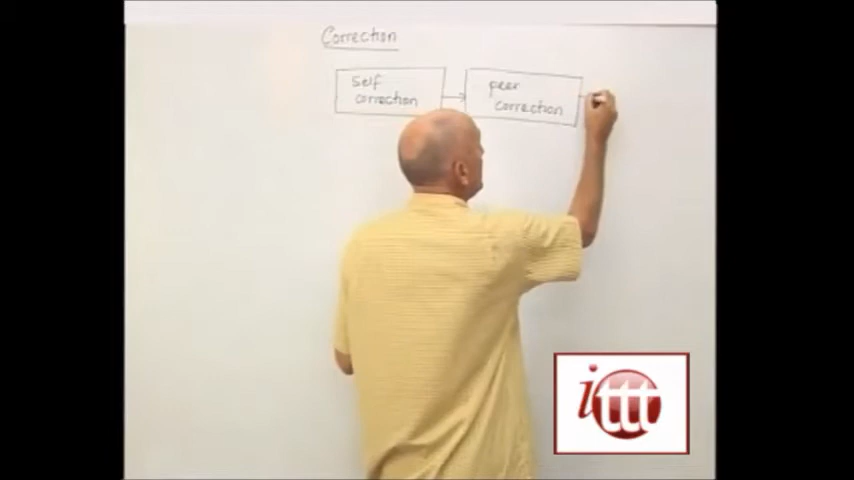 Correction
self
correction
peer
correction
ittt